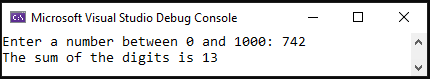 C:\ Microsoft Visual Studio Debug Console
Enter a number between 0 and 1000: 742
The sum of the digits is 13